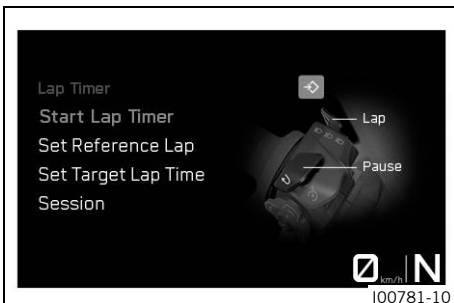 Lap Timer
Start Lap Timer
Lap
Set Reference Lap
Pause
Set Target Lap Time
Session
0 km/h N
I00781-10